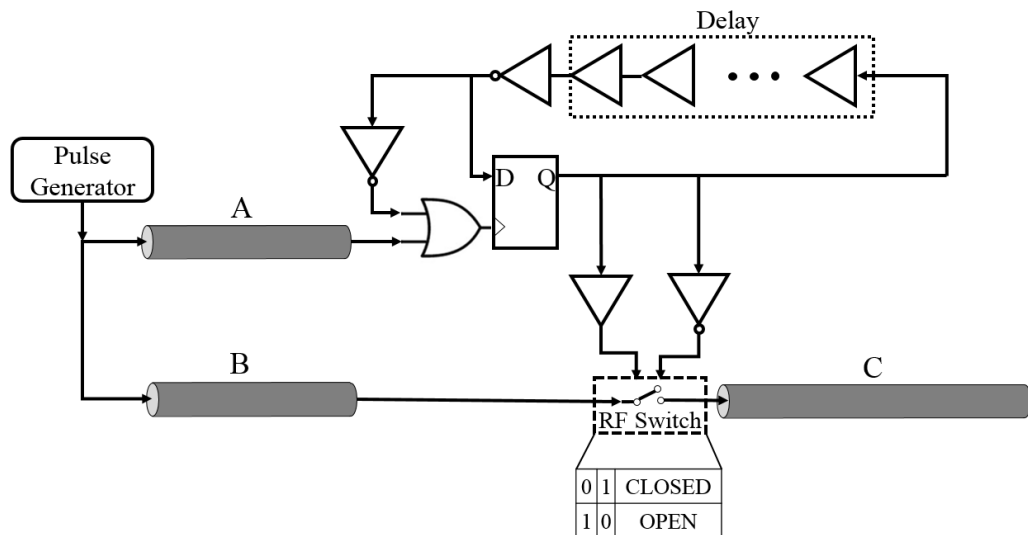 Delay
Pulse
Generator
A
D Q
B
C
RF Switch
0 1 CLOSED
1 0 OPEN